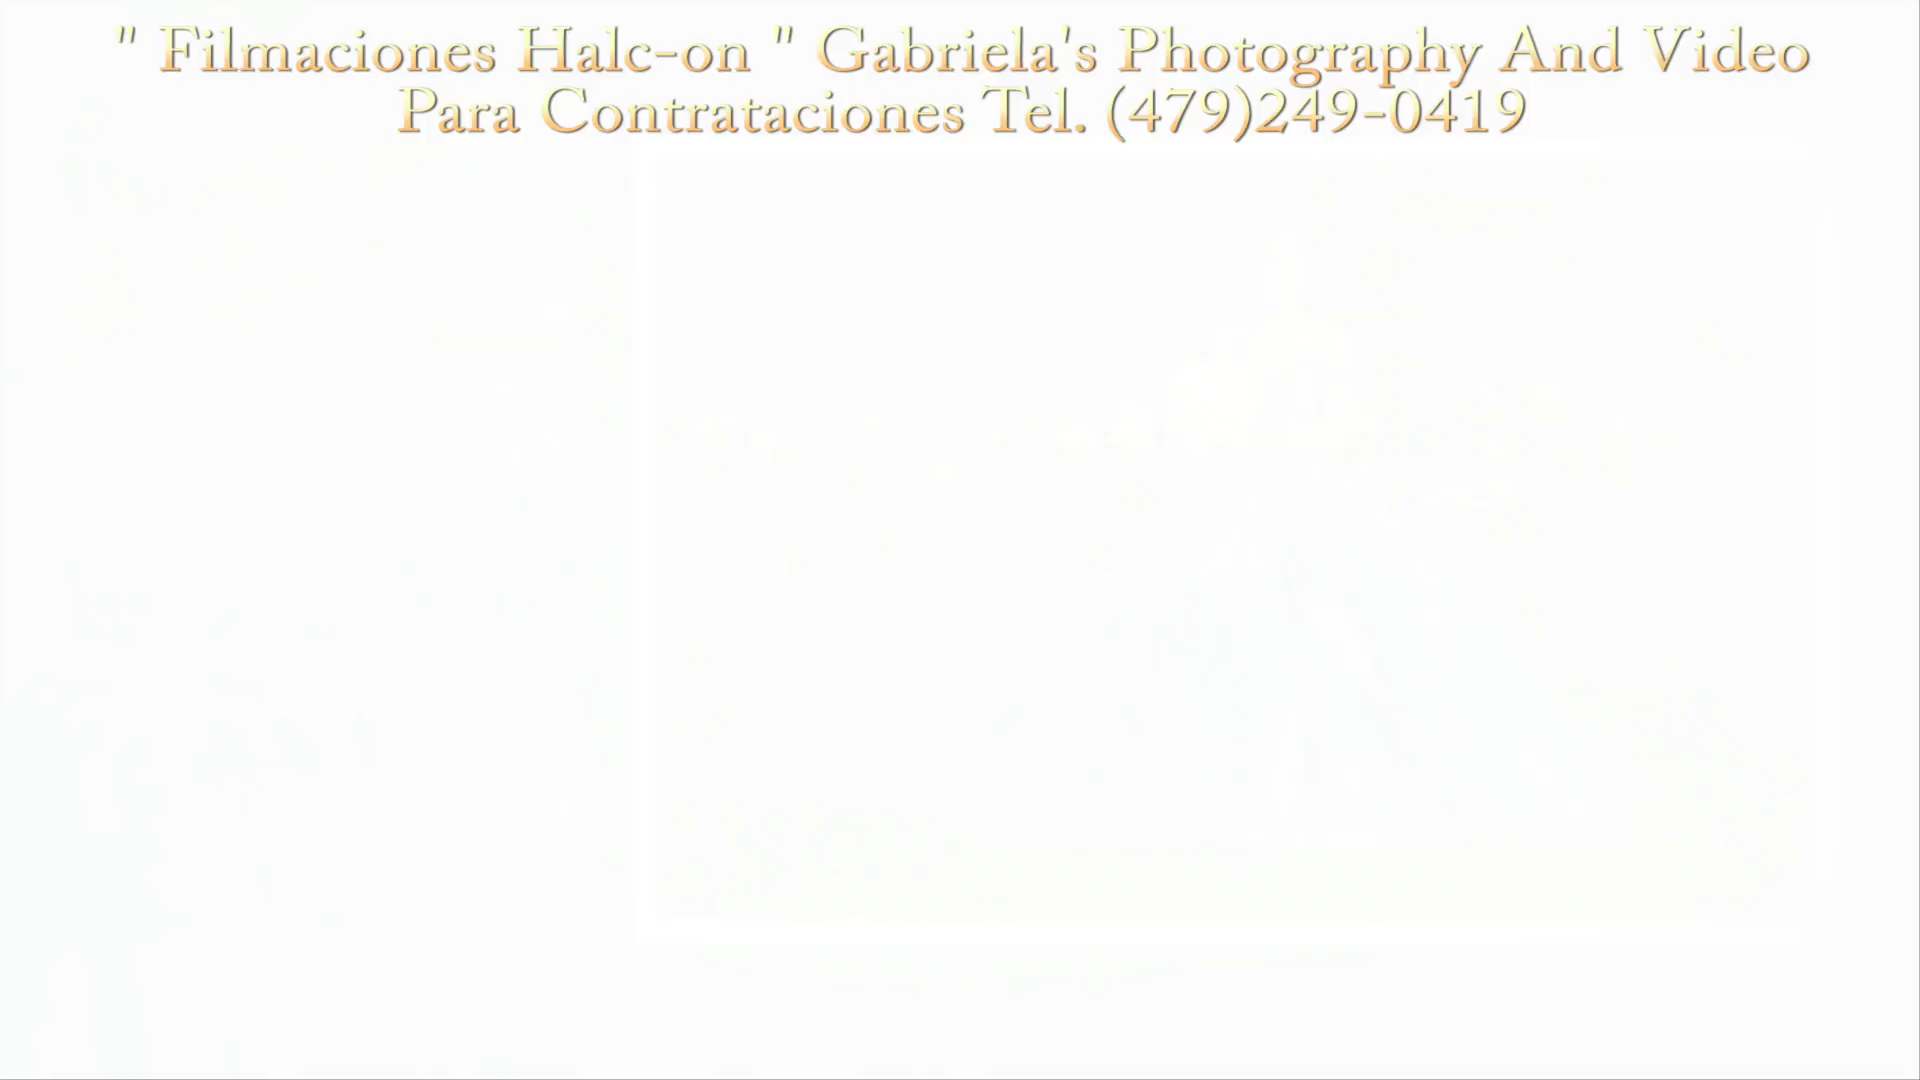 " Filmaciones Halc-on " Gabriela's Photography And Video
Para Contrataciones Tel. (479)249-0419